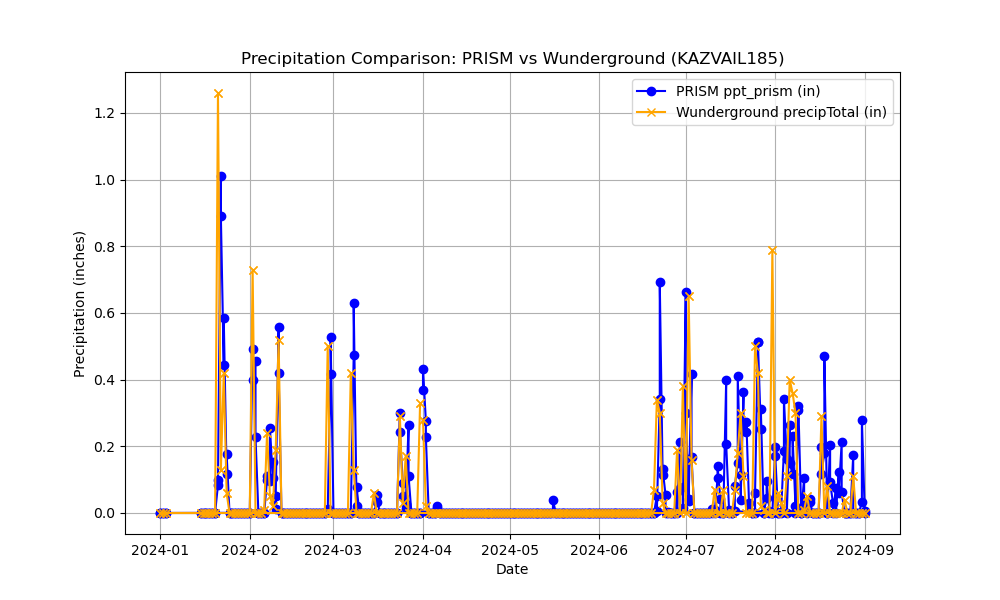 Precipitation Comparison: PRISM vs Wunderground (KAZVAIL185)
PRISM ppt_prism (in)
Wunderground precipTotal (in)
Precipitation (inches)
1.2
1.0
0.8
0.6
0.4
0.2
0.0
2024-01 2024-02 2024-03 2024-04 2024-05 2024-06 2024-07 2024-08 2024-09
Date